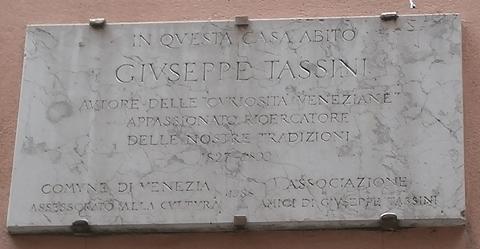 IN QVESTA CASA ABITÒ
GIVSEPPE TASSINI
AVTORE DELLE "CVRIOSITÀ VENEZIANE"
APPASSIONATO RICERCATORE
DELLE NOSTRE TRADIZIONI
COMVNE DI VENEZIA
ASSESSORATO ALLA CVLTVRA
ASSOCIAZIONE
AMICI DI GIVSEPPE TASSINI